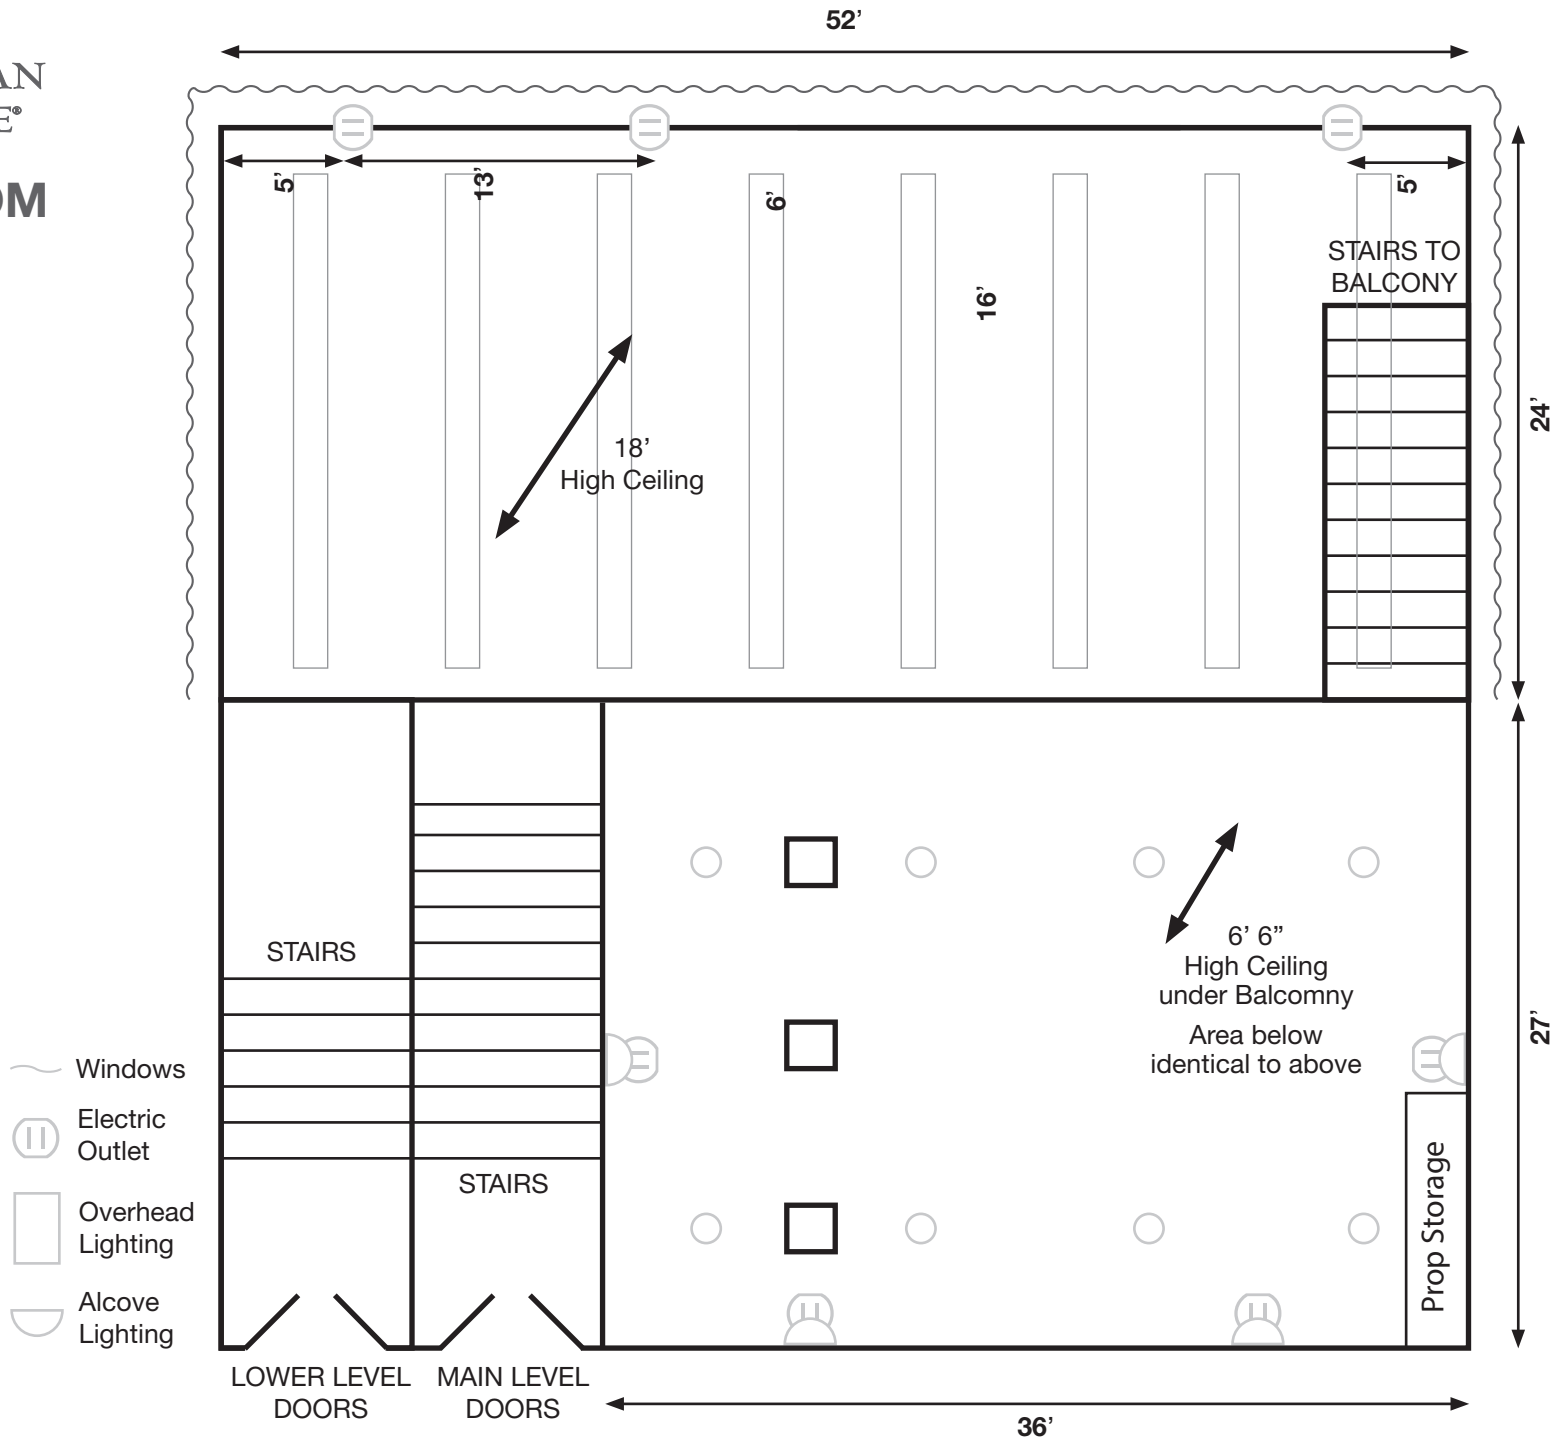 52’
AN
E®
OM
5’
13’
6’
5’
16’
STAIRS TO
BALCONY
24’
18’
High Ceiling
STAIRS
STAIRS
6’ 6”
High Ceiling
under Balcomny
Area below
identical to above
27’
Windows
Electric
Outlet
Overhead
Lighting
Alcove
Lighting
Prop Storage
LOWER LEVEL
DOORS
MAIN LEVEL
DOORS
36’